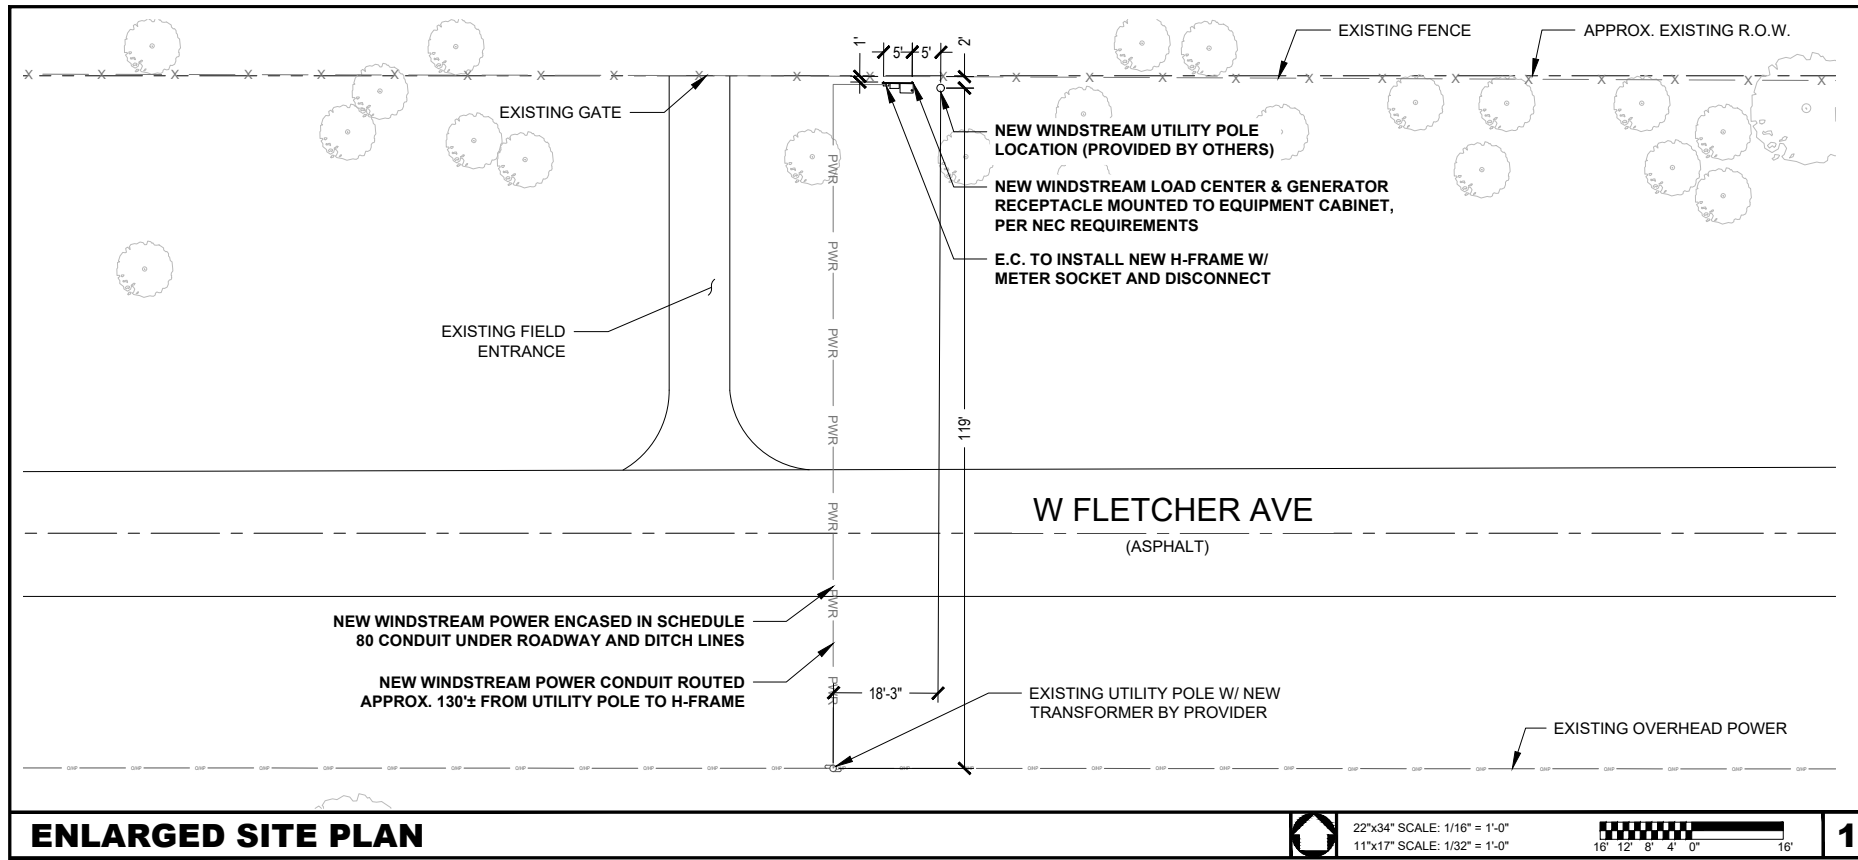 EXISTING FENCE
APPROX. EXISTING R.O.W.
1'
5'
5'
2'
EXISTING GATE
NEW WINDSTREAM UTILITY POLE
LOCATION (PROVIDED BY OTHERS)
NEW WINDSTREAM LOAD CENTER & GENERATOR
RECEPTACLE MOUNTED TO EQUIPMENT CABINET,
PER NEC REQUIREMENTS
E.C. TO INSTALL NEW H-FRAME W/
METER SOCKET AND DISCONNECT
EXISTING FIELD
ENTRANCE
PWR
PWR
PWR
PWR
PWR
PWR
PWR
119'
W FLETCHER AVE
(ASPHALT)
NEW WINDSTREAM POWER ENCASED IN SCHEDULE
80 CONDUIT UNDER ROADWAY AND DITCH LINES
NEW WINDSTREAM POWER CONDUIT ROUTED
APPROX. 130'± FROM UTILITY POLE TO H-FRAME
18'-3"
EXISTING UTILITY POLE W/ NEW
TRANSFORMER BY PROVIDER
EXISTING OVERHEAD POWER
ENLARGED SITE PLAN
22"x34" SCALE: 1/16" = 1'-0"
11"x17" SCALE: 1/32" = 1'-0"
16' 12' 8' 4' 0" 16'
1